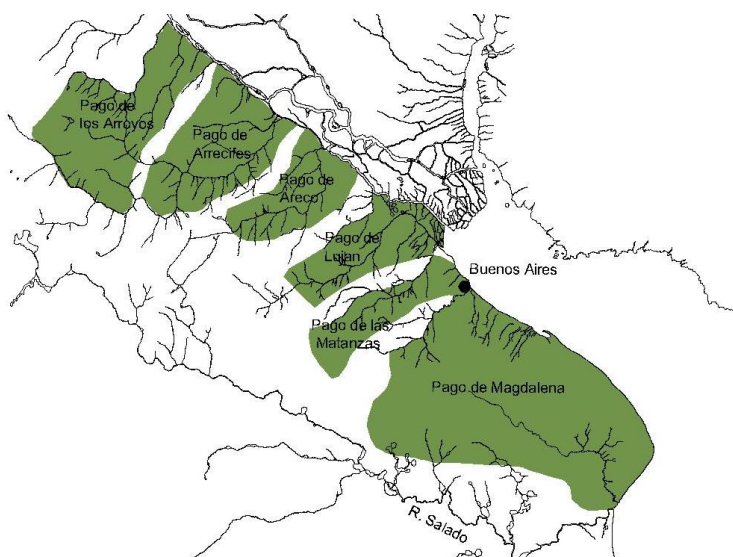 Pago de
los Arroyos
Pago de
Arrecifes
Pago de
Areco
Pago de
Lujan
Buenos Aires
Pago de las
Matanzas
Pago de Magdalena
R. Salado